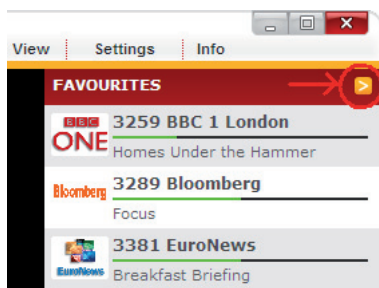 View Settings Info
FAVOURITES
BBC
ONE
3259 BBC 1 London
Homes Under the Hammer
Bloomberg
3289 Bloomberg
Focus
EuroNews
3381 EuroNews
Breakfast Briefing